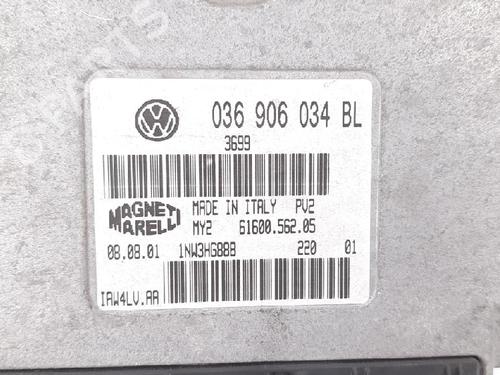 036 906 034 BL
3699
MAGNETI MARELLI
MADE IN ITALY PV2
MY2 61600.562.05
08.08.01 1NW3HG888 220 01
IAW4LV.AA